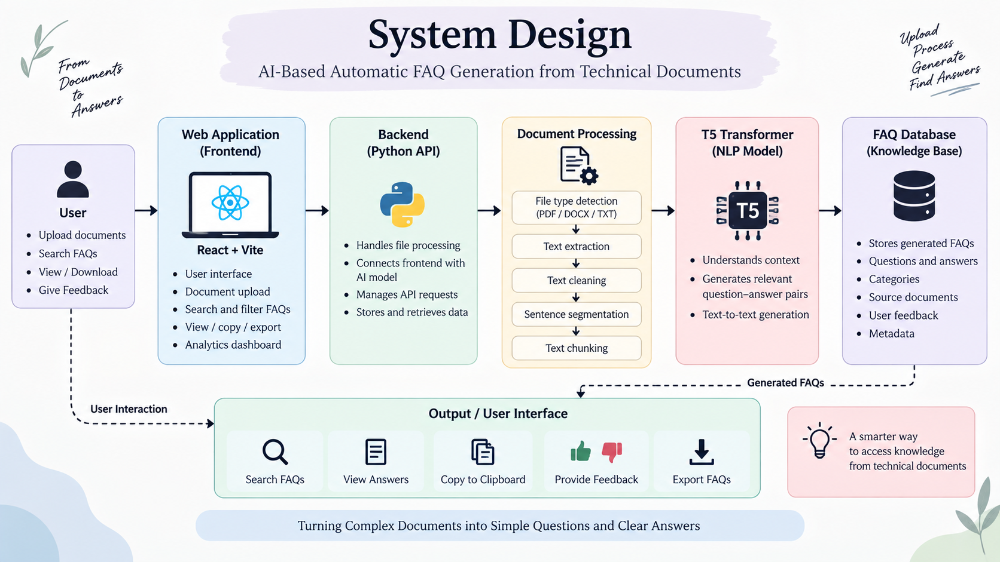 System Design
AI-Based Automatic FAQ Generation from Technical Documents
From
Documents
to
Answers
Upload
Process
Generate
Find Answers
User
• Upload documents
• Search FAQs
• View / Download
• Give Feedback
Web Application
(Frontend)
React + Vite
• User interface
• Document upload
• Search and filter FAQs
• View / copy / export
• Analytics dashboard
Backend
(Python API)
• Handles file processing
• Connects frontend with
AI model
• Manages API requests
• Stores and retrieves data
Document Processing
File type detection
(PDF / DOCX / TXT)
Text extraction
Text cleaning
Sentence segmentation
Text chunking
T5 Transformer
(NLP Model)
T5
• Understands context
• Generates relevant
question–answer pairs
• Text-to-text generation
FAQ Database
(Knowledge Base)
• Stores generated FAQs
• Questions and answers
• Categories
• Source documents
• User feedback
• Metadata
Generated FAQs
User Interaction
Output / User Interface
Search FAQs
View Answers
Copy to Clipboard
Provide Feedback
Export FAQs
A smarter way
to access knowledge
from technical documents
Turning Complex Documents into Simple Questions and Clear Answers